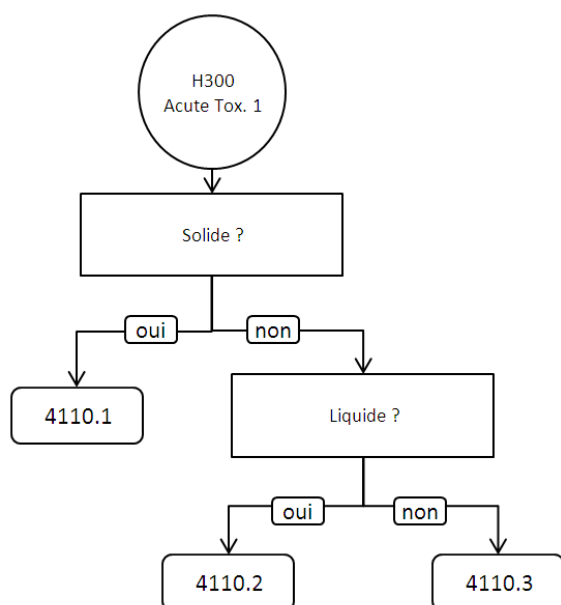 H300
Acute Tox. 1
Solide ?
oui
non
4110.1
Liquide ?
oui
non
4110.2
4110.3